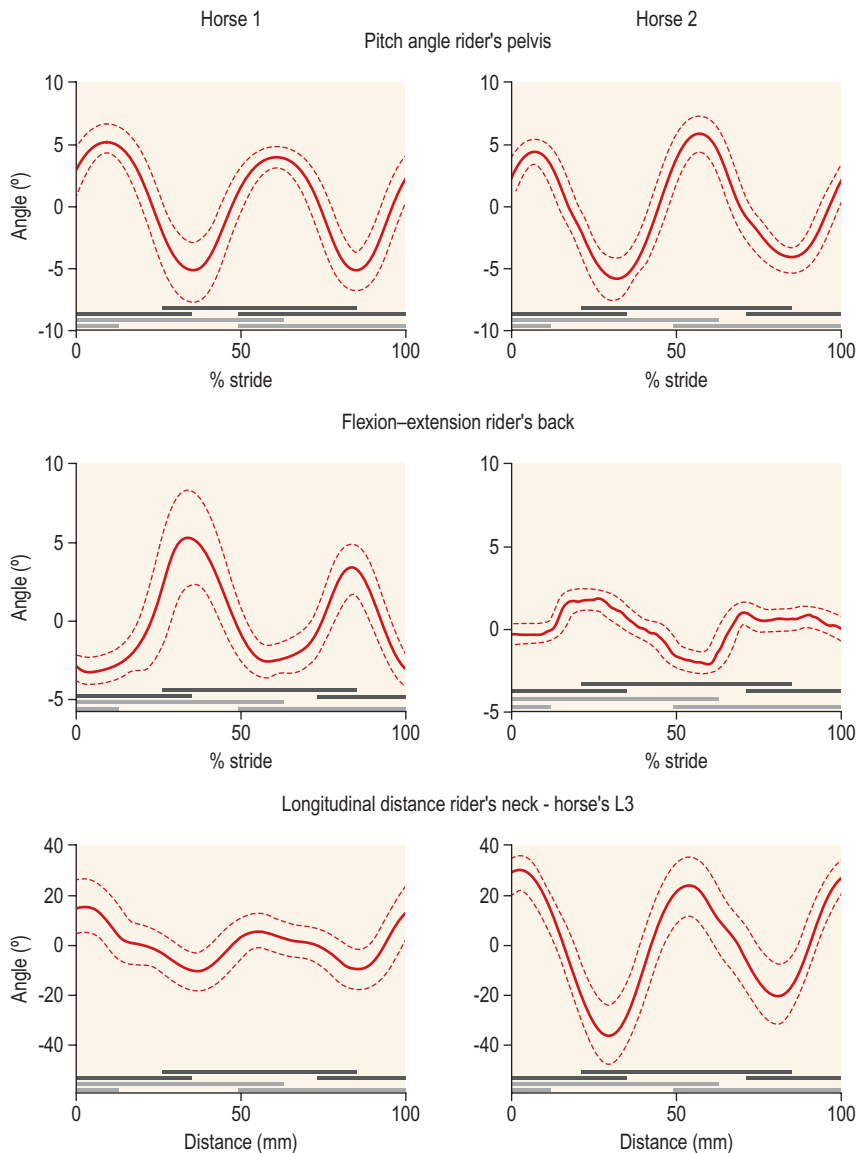 Horse 1 Horse 2
Pitch angle rider's pelvis
10 10
5 5
0 0
-5 -5
-10 -10
Angle (º)
0 50 100 0 50 100
% stride % stride
Flexion–extension rider's back
10 10
5 5
0 0
-5 -5
Angle (º)
0 50 100 0 50 100
% stride % stride
Longitudinal distance rider's neck - horse's L3
40 40
20 20
0 0
-20 -20
-40 -40
Angle (º)
0 50 100 0 50 100
Distance (mm) Distance (mm)